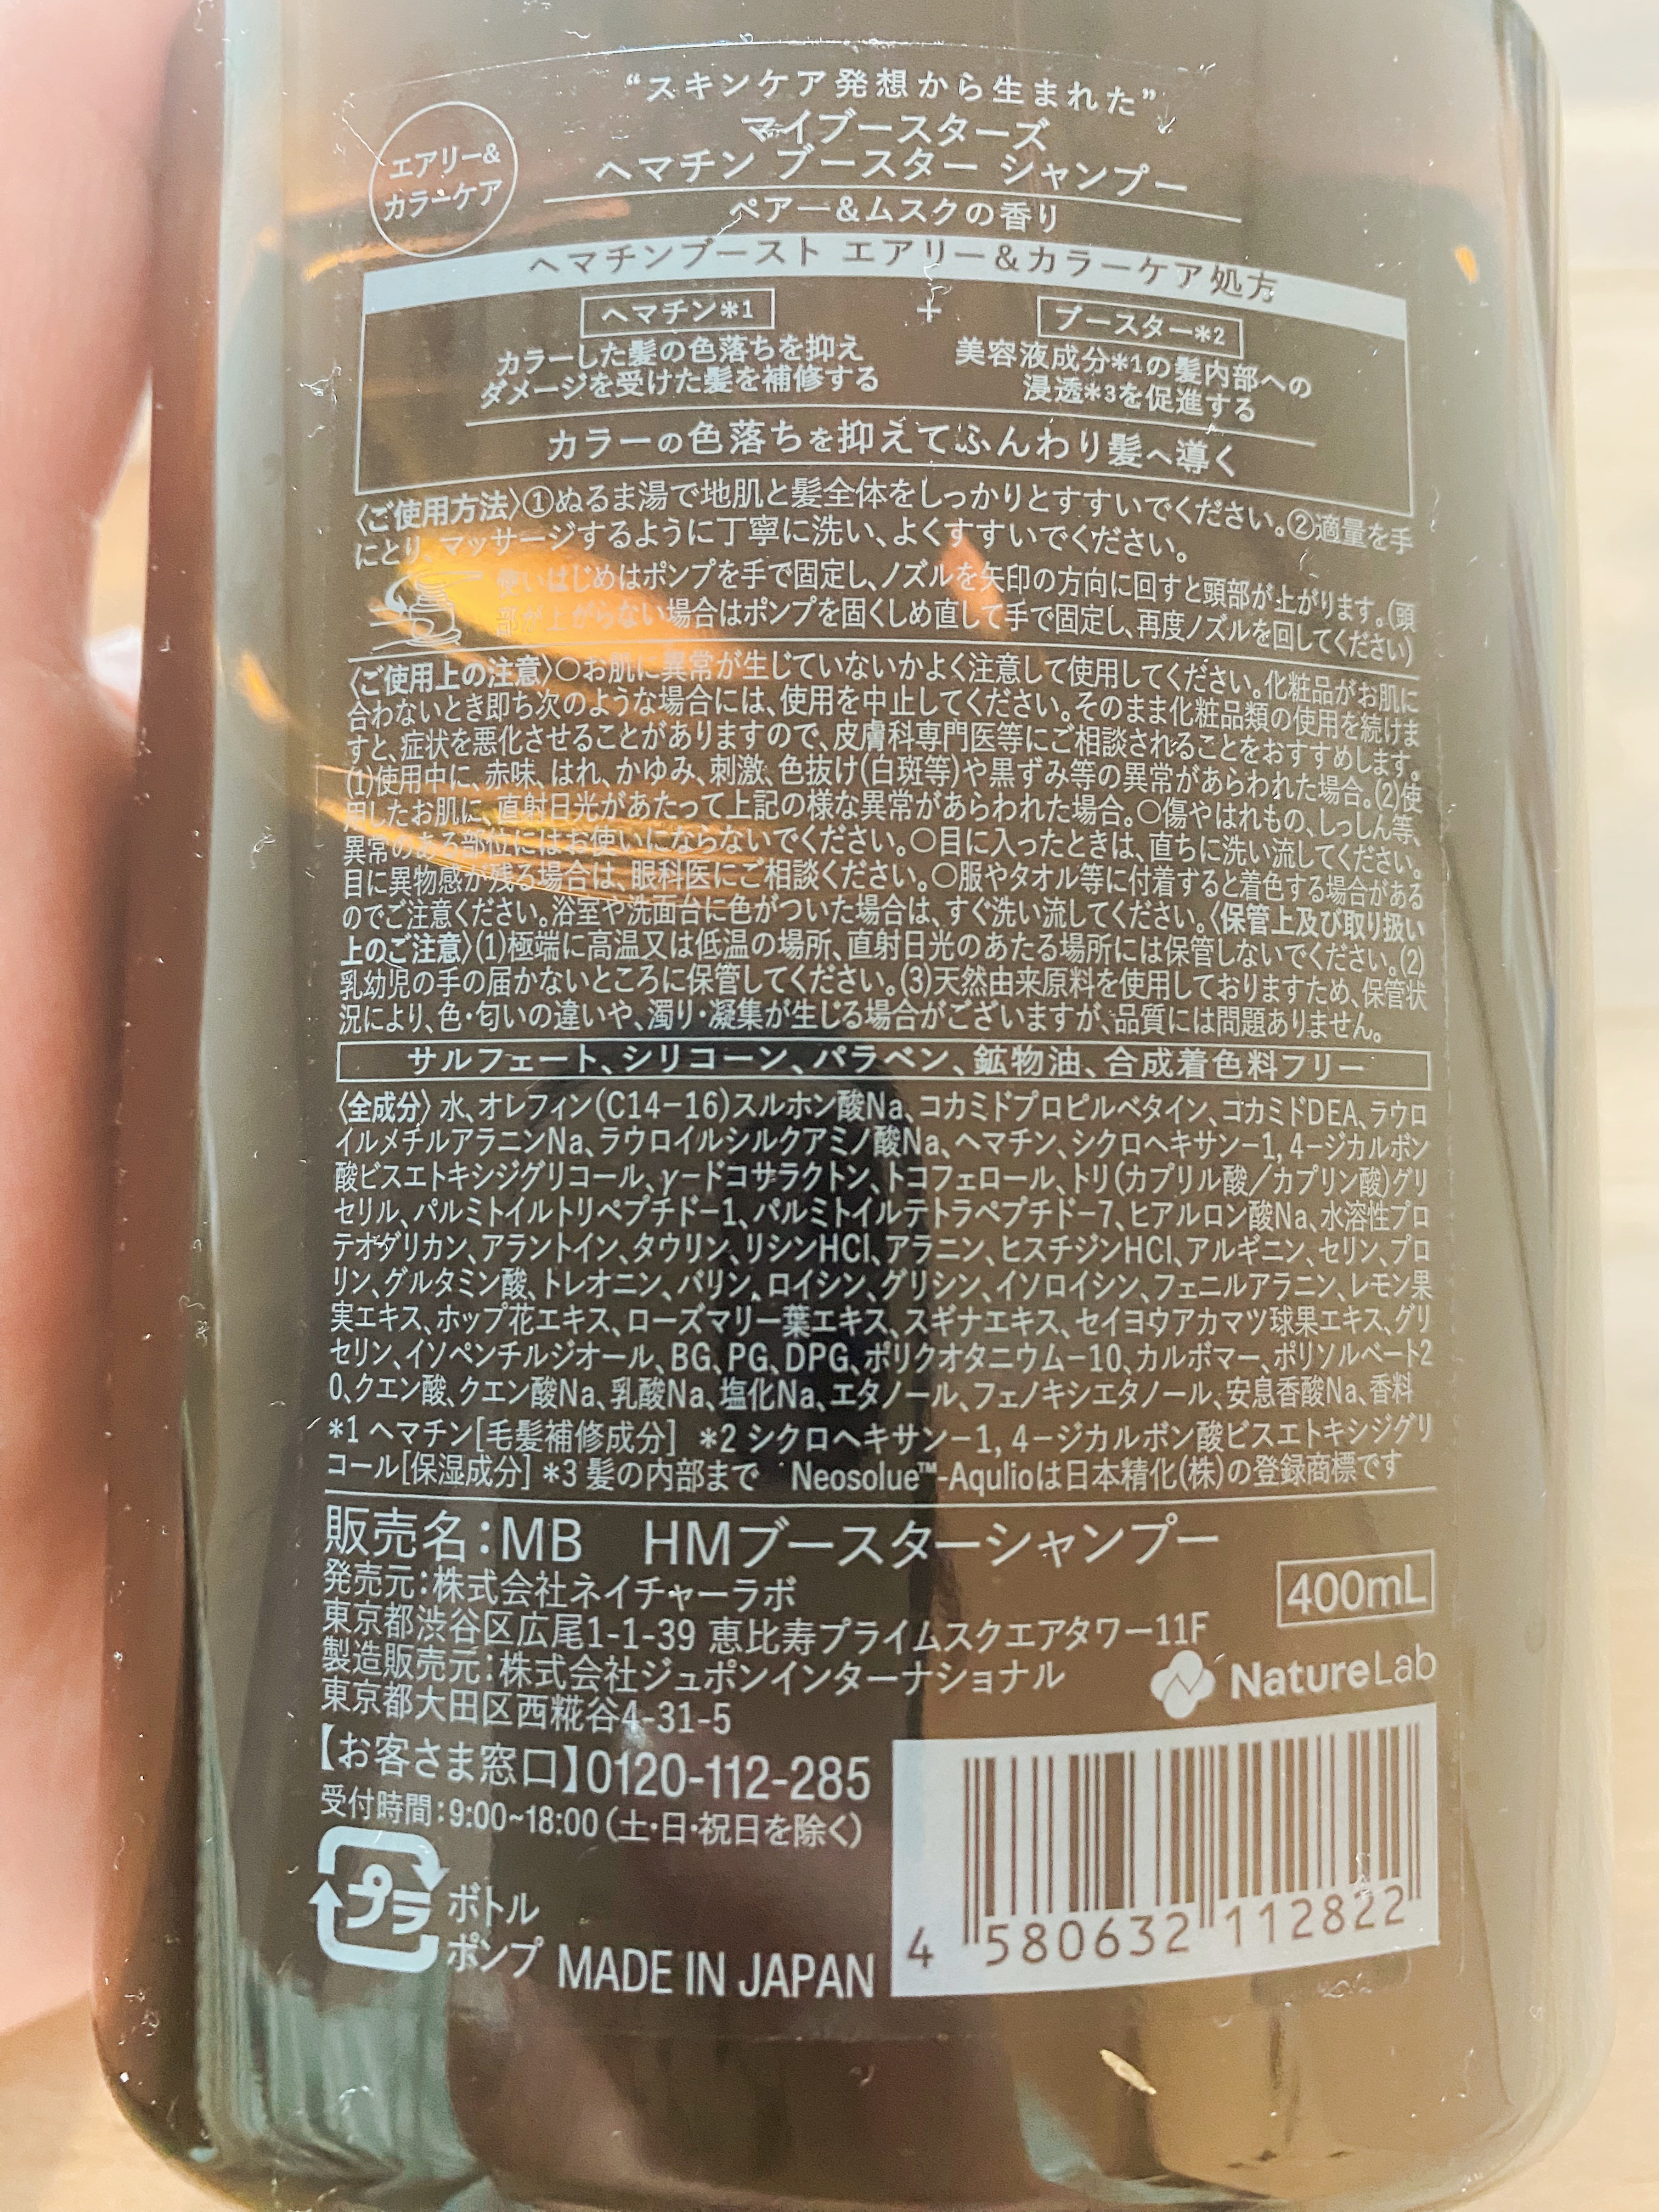 “スキンケア発想から生まれた”
マイブースターズ
ヘマチン ブースター シャンプー
エアリー&
カラーケア
ペアー&ムスクの香り
ヘマチンブースト エアリー&カラーケア処方
ヘマチン*1
カラーした髪の色落ちを抑え
ダメージを受けた髪を補修する
+
ブースター*2
美容液成分*1の髪内部への
浸透*3を促進する
カラーの色落ちを抑えてふんわり髪へ導く
〈ご使用方法〉①ぬるま湯で地肌と髪全体をしっかりとすすいでください。②適量を手
にとり、マッサージするように丁寧に洗い、よくすすいでください。
使いはじめはポンプを手で固定し、ノズルを矢印の方向に回すと頭部が上がります。(頭
部が上がらない場合はポンプを固くしめ直して手で固定し、再度ノズルを回してください)
〈ご使用上の注意〉○お肌に異常が生じていないかよく注意して使用してください。化粧品がお肌に
合わないとき即ち次のような場合には、使用を中止してください。そのまま化粧品類の使用を続けま
すと、症状を悪化させることがありますので、皮膚科専門医等にご相談されることをおすすめします。
(1)使用中に、赤味、はれ、かゆみ、刺激、色抜け(白斑等)や黒ずみ等の異常があらわれた場合。(2)使
用したお肌に、直射日光があたって上記の様な異常があらわれた場合。○傷やはれもの、しっしん等、
異常のある部位にはお使いにならないでください。○目に入ったときは、直ちに洗い流してください。
目に異物感が残る場合は、眼科医にご相談ください。○服やタオル等に付着すると着色する場合がある
のでご注意ください。浴室や洗面台に色がついた場合は、すぐ洗い流してください。〈保管上及び取り扱い
上のご注意〉(1)極端に高温又は低温の場所、直射日光のあたる場所には保管しないでください。(2)
乳幼児の手の届かないところに保管してください。(3)天然由来原料を使用しておりますため、保管状
況により、色・匂いの違いや、濁り・凝集が生じる場合がございますが、品質には問題ありません。
サルフェート、シリコーン、パラベン、鉱物油、合成着色料フリー
〈全成分〉水、オレフィン(C14-16)スルホン酸Na、コカミドプロピルベタイン、コカミドDEA、ラウロ
イルメチルアラニンNa、ラウロイルシルクアミノ酸Na、ヘマチン、シクロヘキサン-1, 4-ジカルボン
酸ビスエトキシジグリコール、γ-ドコサラクトン、トコフェロール、トリ(カプリル酸/カプリン酸)グリ
セリル、パルミトイルトリペプチド-1、パルミトイルテトラペプチド-7、ヒアルロン酸Na、水溶性プロ
テオグリカン、アラントイン、タウリン、リシンHCl、アラニン、ヒスチジンHCl、アルギニン、セリン、プロ
リン、グルタミン酸、トレオニン、バリン、ロイシン、グリシン、イソロイシン、フェニルアラニン、レモン果
実エキス、ホップ花エキス、ローズマリー葉エキス、スギナエキス、セイヨウアカマツ球果エキス、グリ
セリン、イソペンチルジオール、BG、PG、DPG、ポリクオタニウム-10、カルボマー、ポリソルベート2
0、クエン酸、クエン酸Na、乳酸Na、塩化Na、エタノール、フェノキシエタノール、安息香酸Na、香料
*1 ヘマチン[毛髪補修成分] *2 シクロヘキサン-1, 4-ジカルボン酸ビスエトキシジグリ
コール[保湿成分] *3 髪の内部まで Neosolue™-Aqulioは日本精化(株)の登録商標です
販売名:MB HMブースターシャンプー
発売元:株式会社ネイチャーラボ
東京都渋谷区広尾1-1-39 恵比寿プライムスクエアタワー11F
製造販売元:株式会社ジュポンインターナショナル
東京都大田区西糀谷4-31-5
400mL
NatureLab
【お客さま窓口】0120-112-285
受付時間:9:00~18:00(土・日・祝日を除く)
プラ
ボトル
ポンプ
MADE IN JAPAN
4 580632 112822